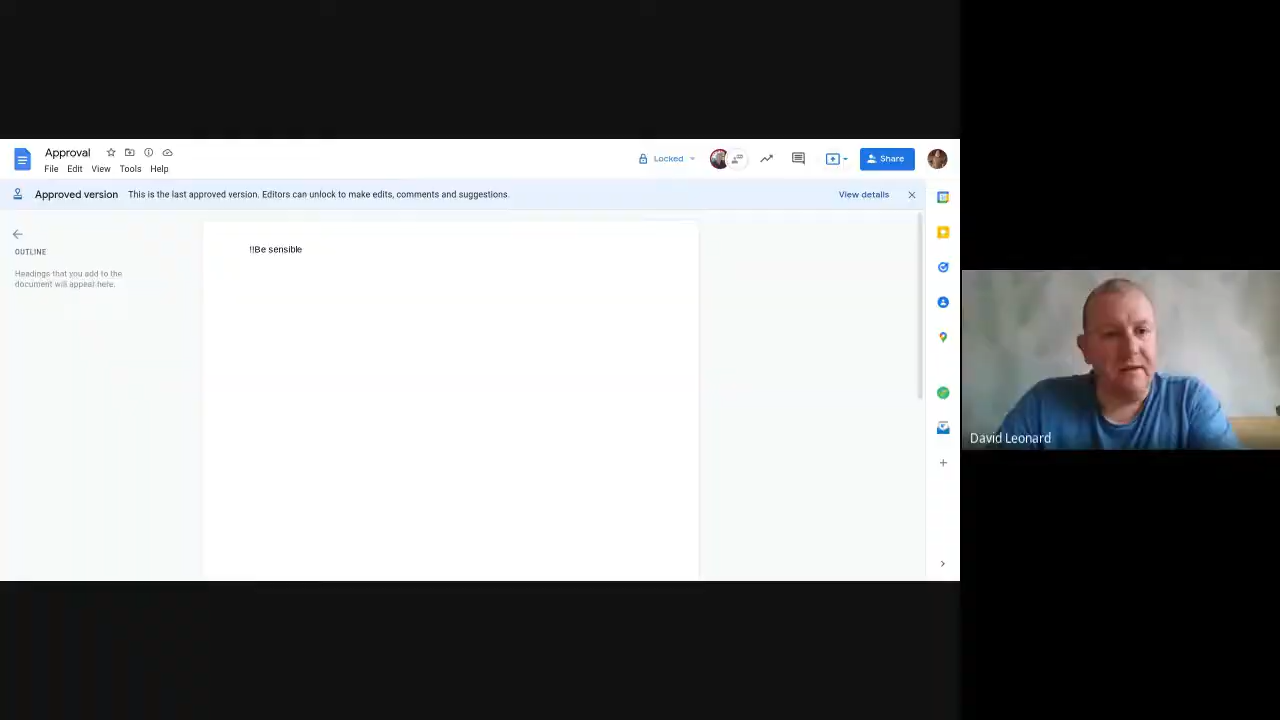 Approval
File Edit View Tools Help
Locked
Share
Approved version This is the last approved version. Editors can unlock to make edits, comments and suggestions.
View details
OUTLINE
Headings that you add to the
document will appear here.
!!Be sensible
David Leonard